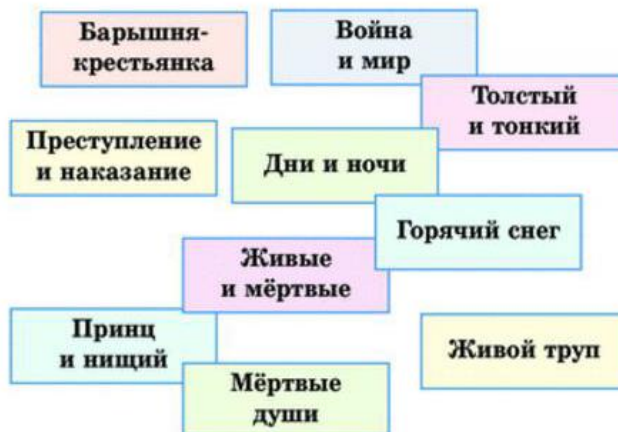 Барышня-
крестьянка
Война
и мир
Толстый
и тонкий
Преступление
и наказание
Дни и ночи
Горячий снег
Живые
и мёртвые
Принц
и нищий
Живой труп
Мёртвые
души